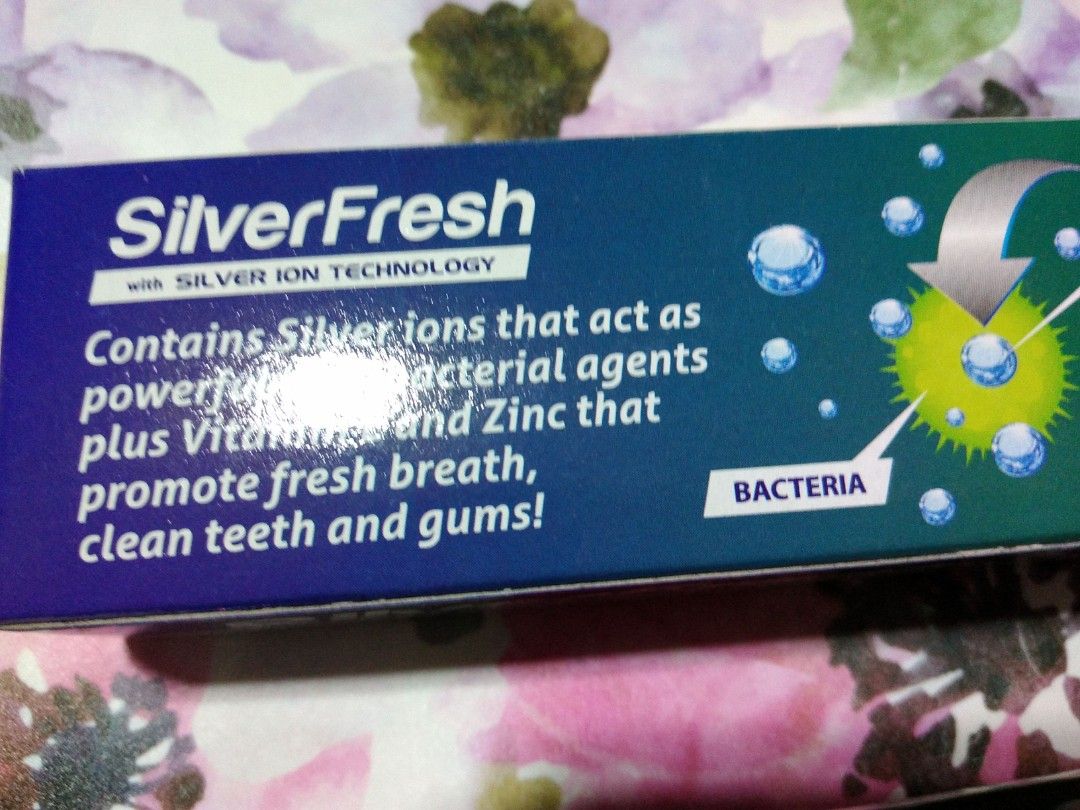 SilverFresh
with SILVER ION TECHNOLOGY
Contains Silver ions that act as
agents
plus and Zinc that
promote fresh breath,
clean teeth and gums!
BACTERIA